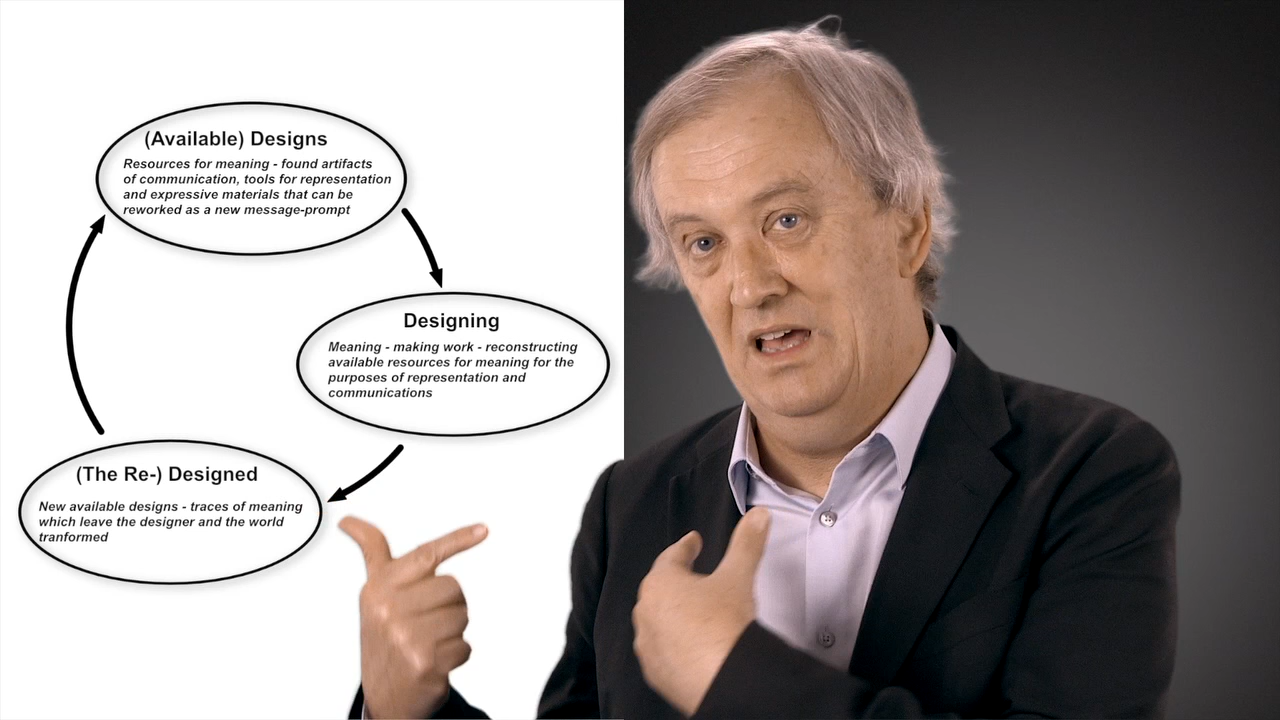 (Available) Designs
Resources for meaning - found artifacts
of communication, tools for representation
and expressive materials that can be
reworked as a new message-prompt
Designing
Meaning - making work - reconstructing
available resources for meaning for the
purposes of representation and
communications
(The Re-) Designed
New available designs - traces of meaning
which leave the designer and the world
tranformed